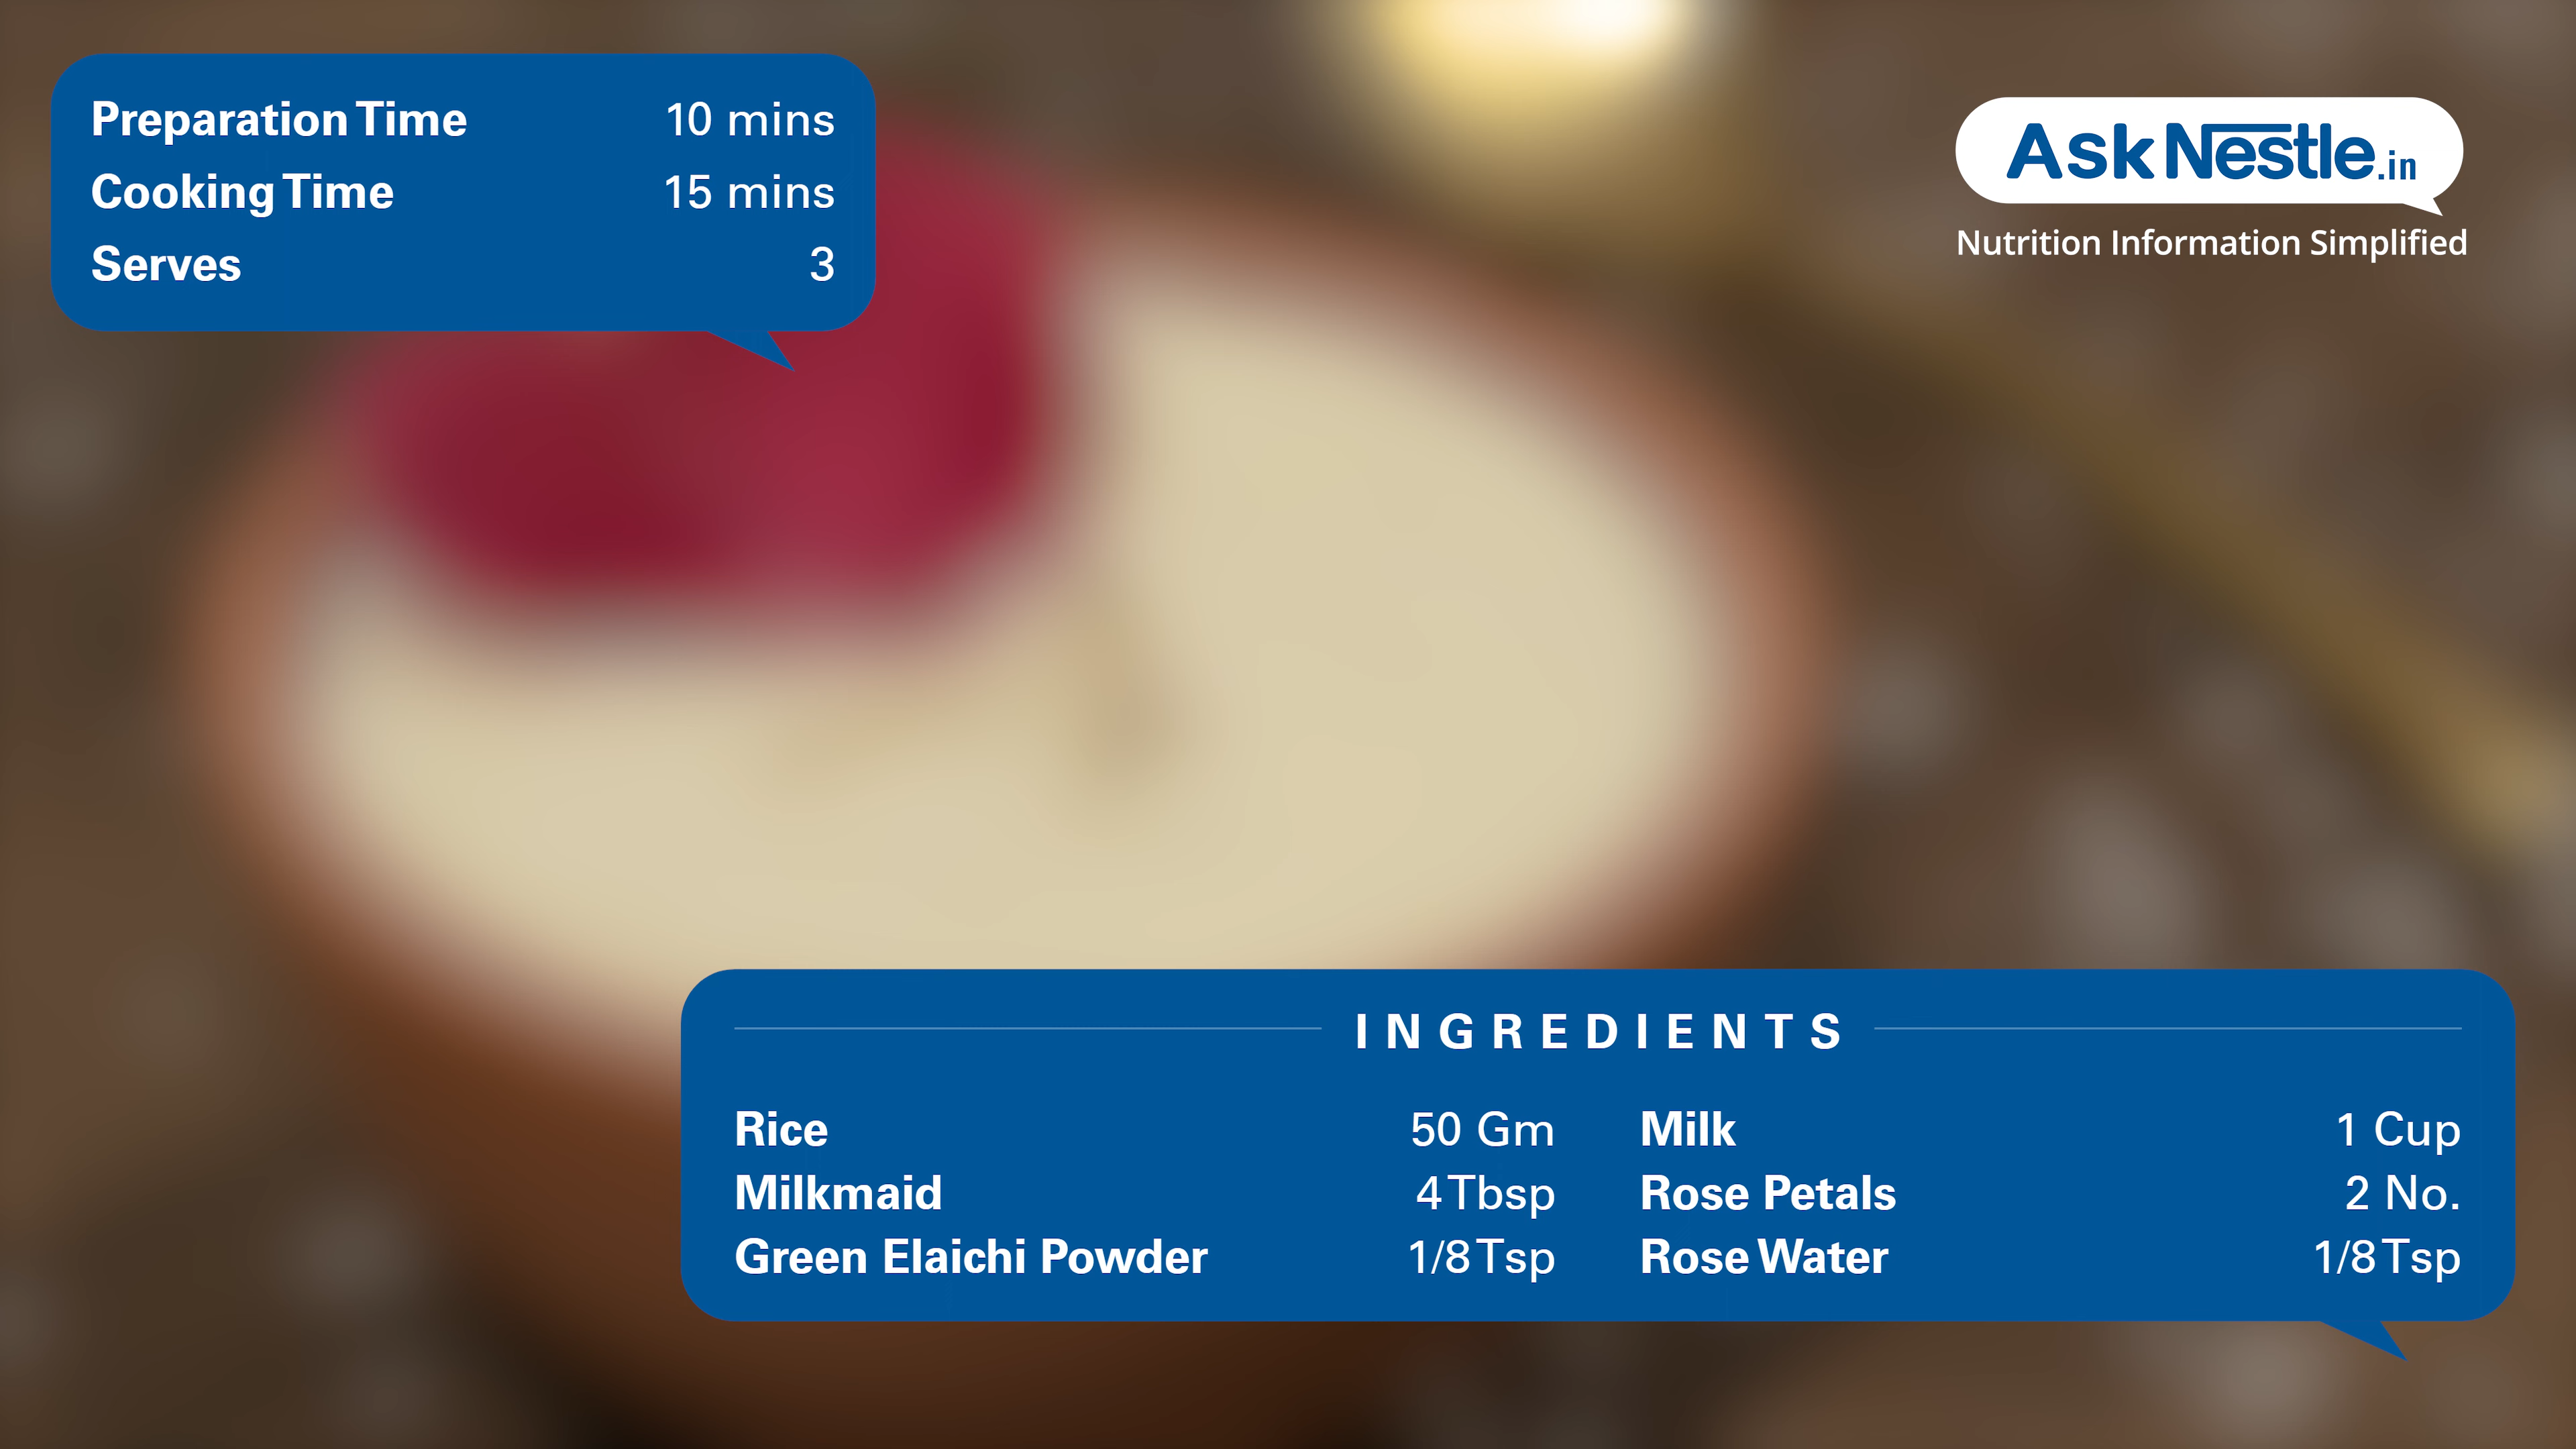 Preparation Time 10 mins
Cooking Time 15 mins
Serves 3
Ask Nestle.in
Nutrition Information Simplified
INGREDIENTS
Rice 50 Gm Milk 1 Cup
Milkmaid 4 Tbsp Rose Petals 2 No.
Green Elaichi Powder 1/8 Tsp Rose Water 1/8 Tsp